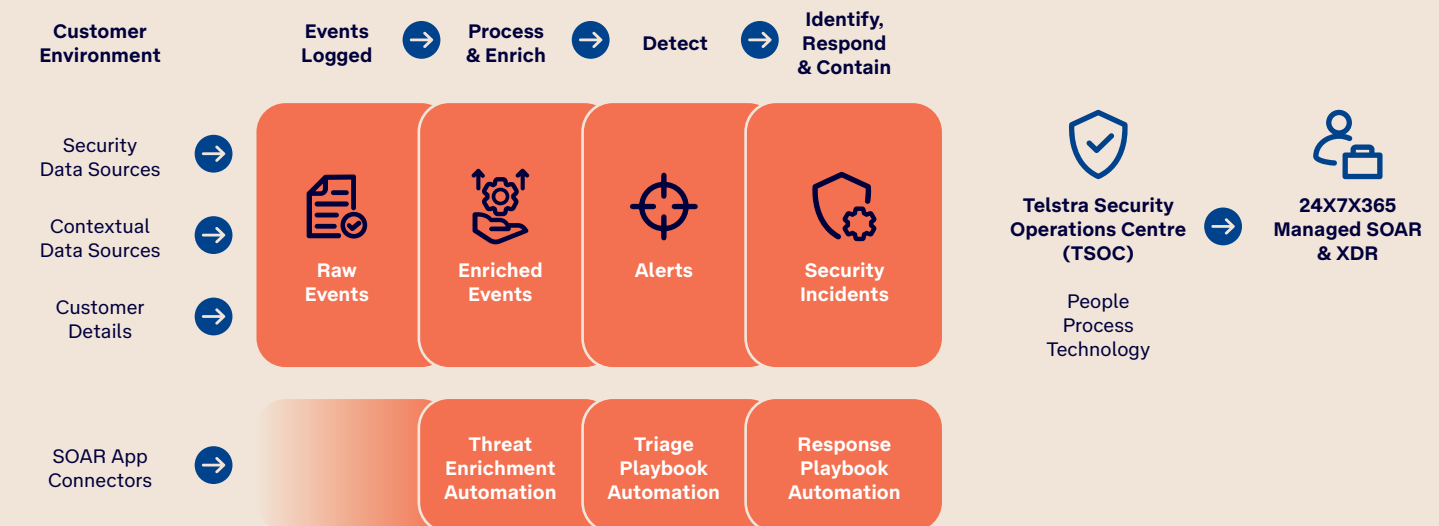 Customer
Environment
Events
Logged
Process
& Enrich
Detect
Identify,
Respond
& Contain
Security
Data Sources
Contextual
Data Sources
Customer
Details
Raw
Events
Enriched
Events
Alerts
Security
Incidents
Telstra Security
Operations Centre
(TSOC)
People
Process
Technology
24X7X365
Managed SOAR
& XDR
SOAR App
Connectors
Threat
Enrichment
Automation
Triage
Playbook
Automation
Response
Playbook
Automation